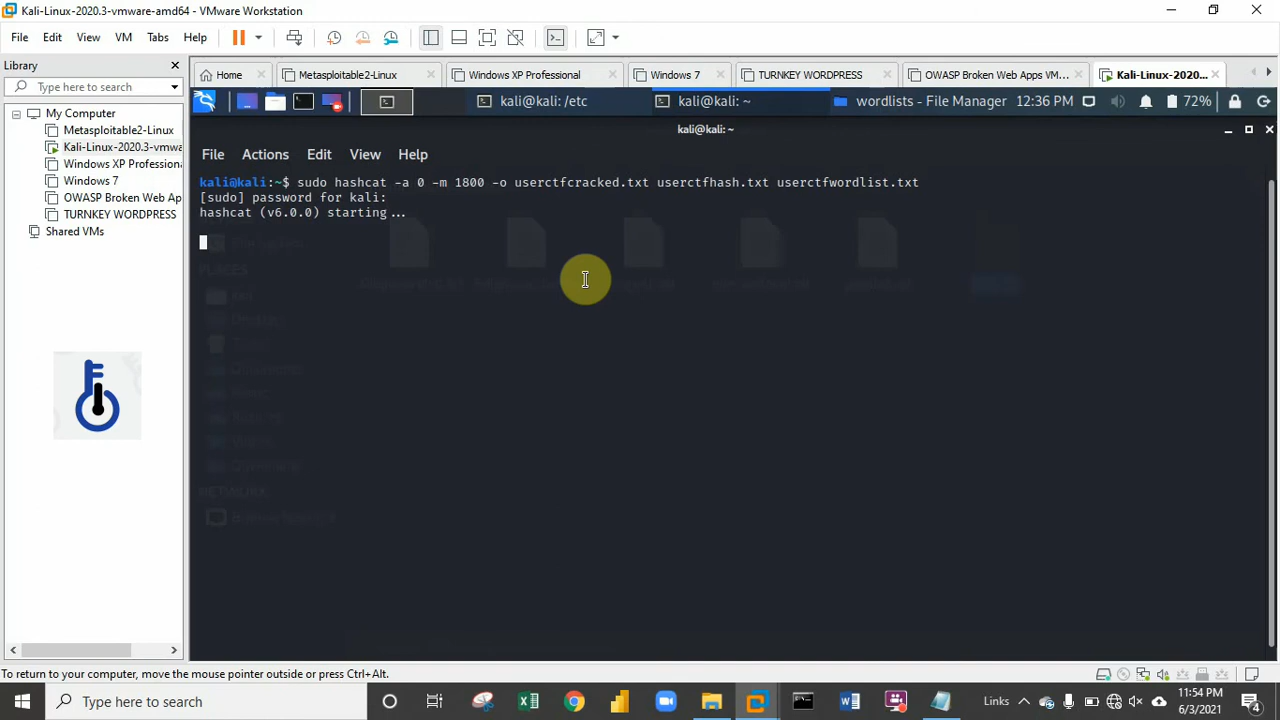 Kali-Linux-2020.3-vmware-amd64 - VMware Workstation
File Edit View VM Tabs Help
Library
Type here to search
Home
Metasploitable2-Linux
Windows XP Professional
Windows 7
TURNKEY WORDPRESS
OWASP Broken Web Apps VM...
Kali-Linux-2020...
kali@kali: /etc
kali@kali: ~
wordlists - File Manager
12:36 PM
72%
My Computer
Metasploitable2-Linux
Kali-Linux-2020.3-vmwa
Windows XP Professiona
Windows 7
OWASP Broken Web Ap
TURNKEY WORDPRESS
Shared VMs
kali@kali: ~
File Actions Edit View Help
kali@kali:~$ sudo hashcat -a 0 -m 1800 -o userctfcracked.txt userctfhash.txt userctfwordlist.txt
[sudo] password for kali:
hashcat (v6.0.0) starting...
PLACES
kali
NETWORK
To return to your computer, move the mouse pointer outside or press Ctrl+Alt.
Type here to search
Links
11:54 PM
6/3/2021
4